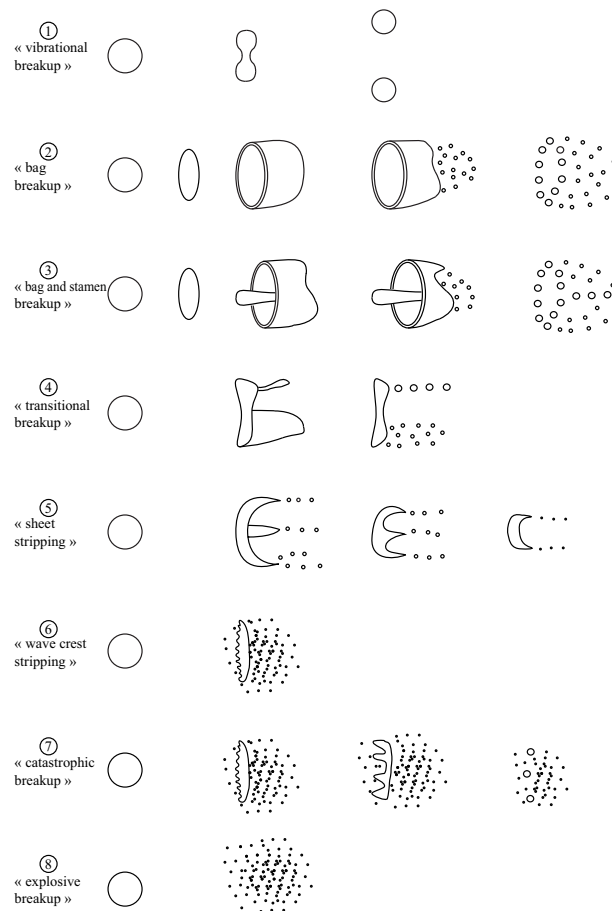 1
« vibrational
breakup »
2
« bag
breakup »
3
« bag and stamen
breakup »
4
« transitional
breakup »
5
« sheet
stripping »
6
« wave crest
stripping »
7
« catastrophic
breakup »
8
« explosive
breakup »